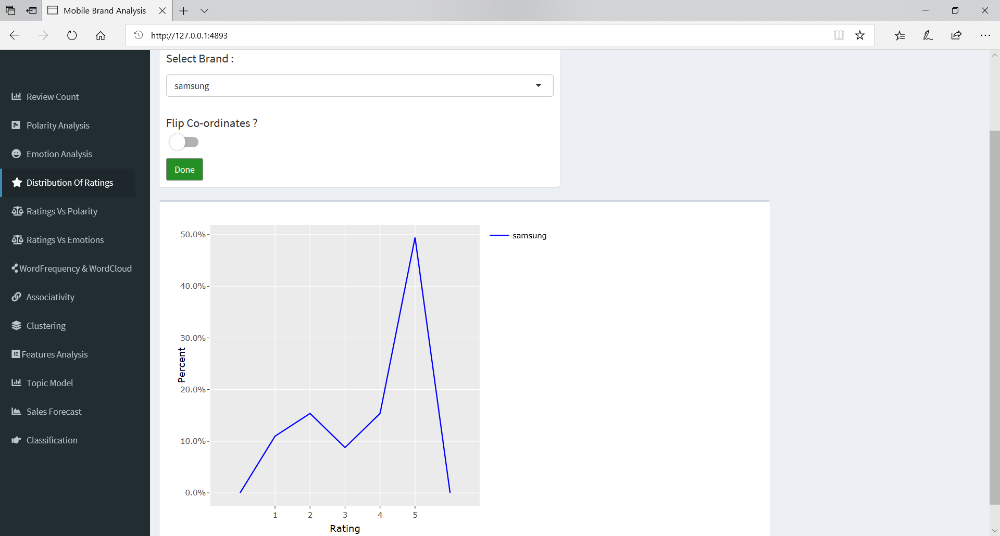 Mobile Brand Analysis
http://127.0.0.1:4893
Review Count
Polarity Analysis
Emotion Analysis
Distribution Of Ratings
Ratings Vs Polarity
Ratings Vs Emotions
WordFrequency & WordCloud
Associativity
Clustering
Features Analysis
Topic Model
Sales Forecast
Classification
Select Brand :
samsung
Flip Co-ordinates ?
Done
50.0%
40.0%
30.0%
20.0%
10.0%
0.0%
Percent
1 2 3 4 5
Rating
samsung